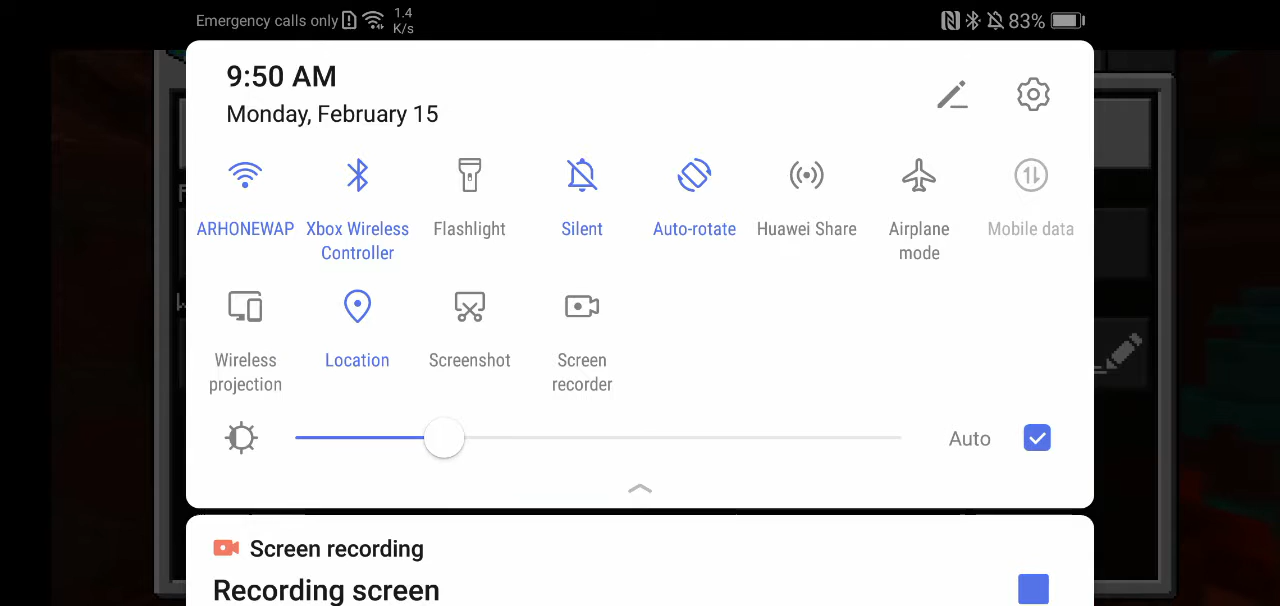 Emergency calls only
1.4
K/s
83%
9:50 AM
Monday, February 15
ARHONEWAP
Xbox Wireless
Controller
Flashlight
Silent
Auto-rotate
Huawei Share
Airplane
mode
Mobile data
Wireless
projection
Location
Screenshot
Screen
recorder
Auto
Screen recording
Recording screen